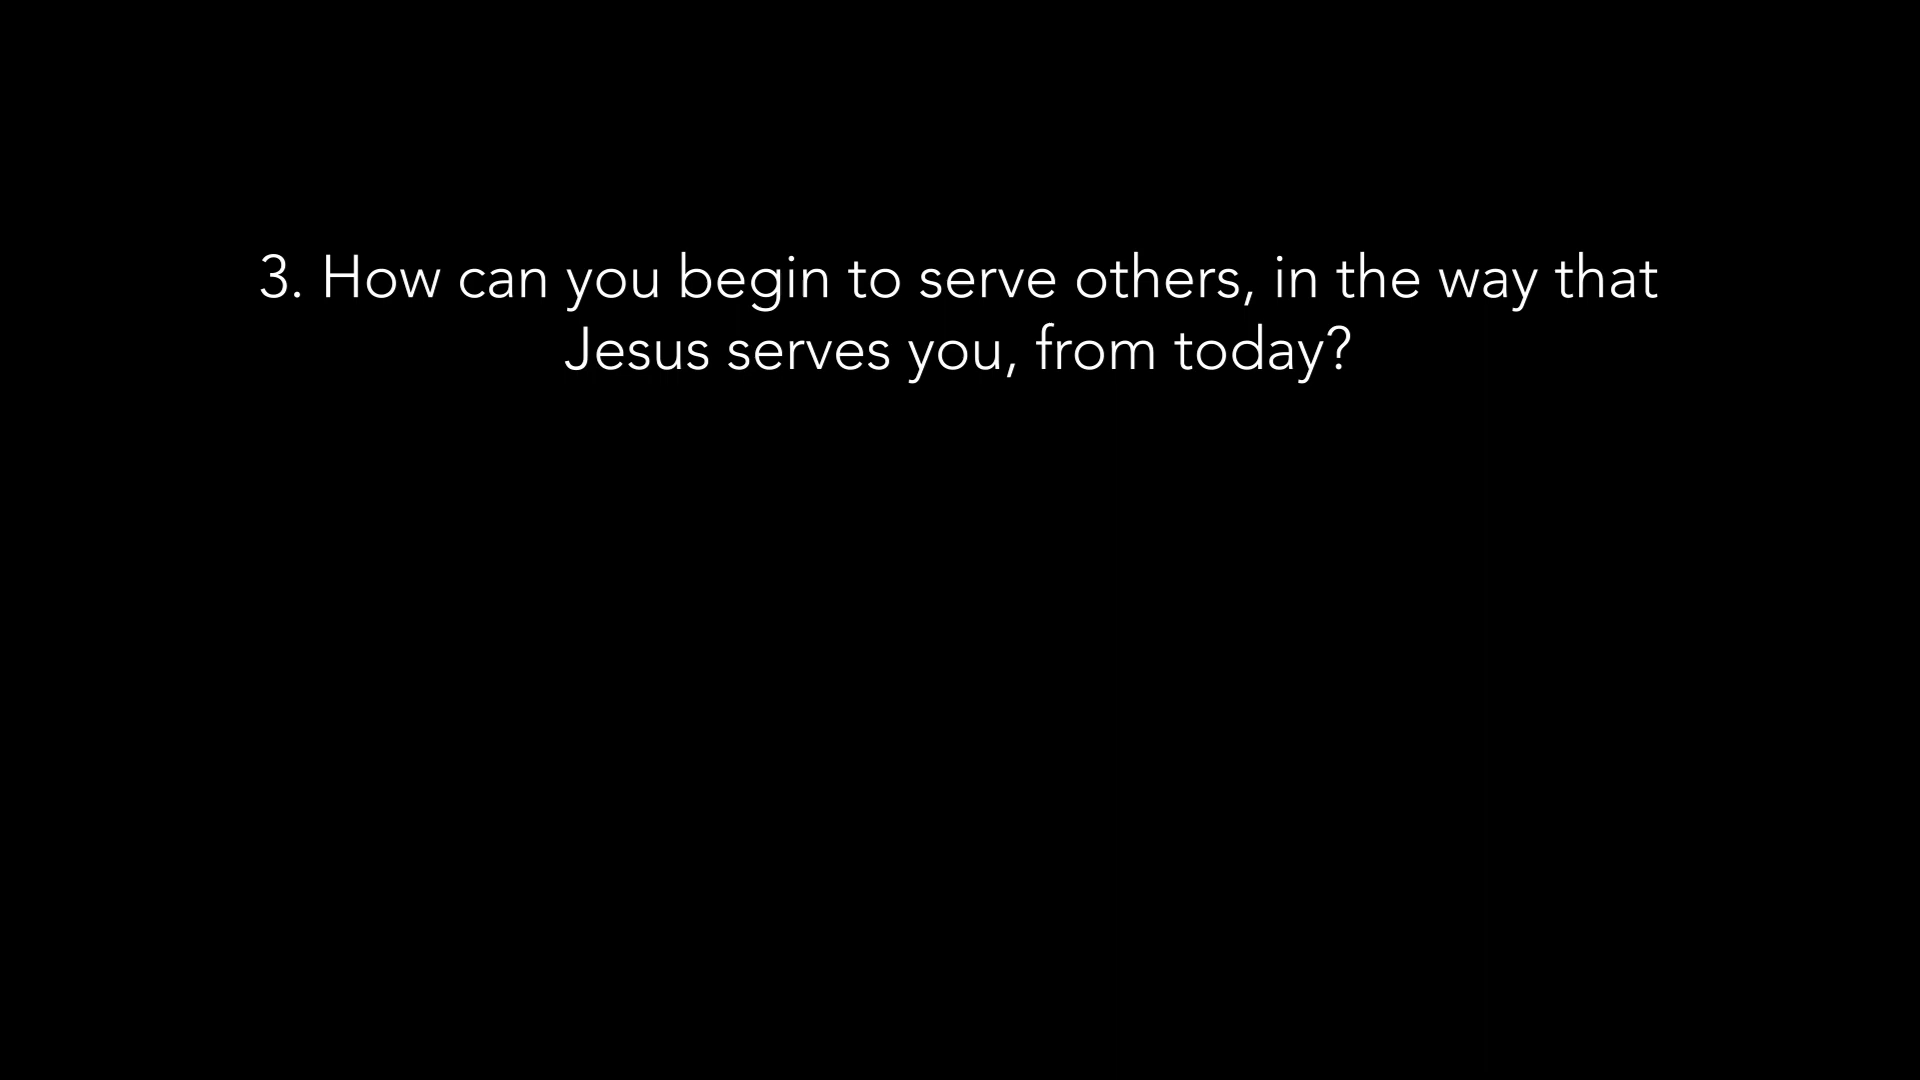 3. How can you begin to serve others, in the way that
Jesus serves you, from today?